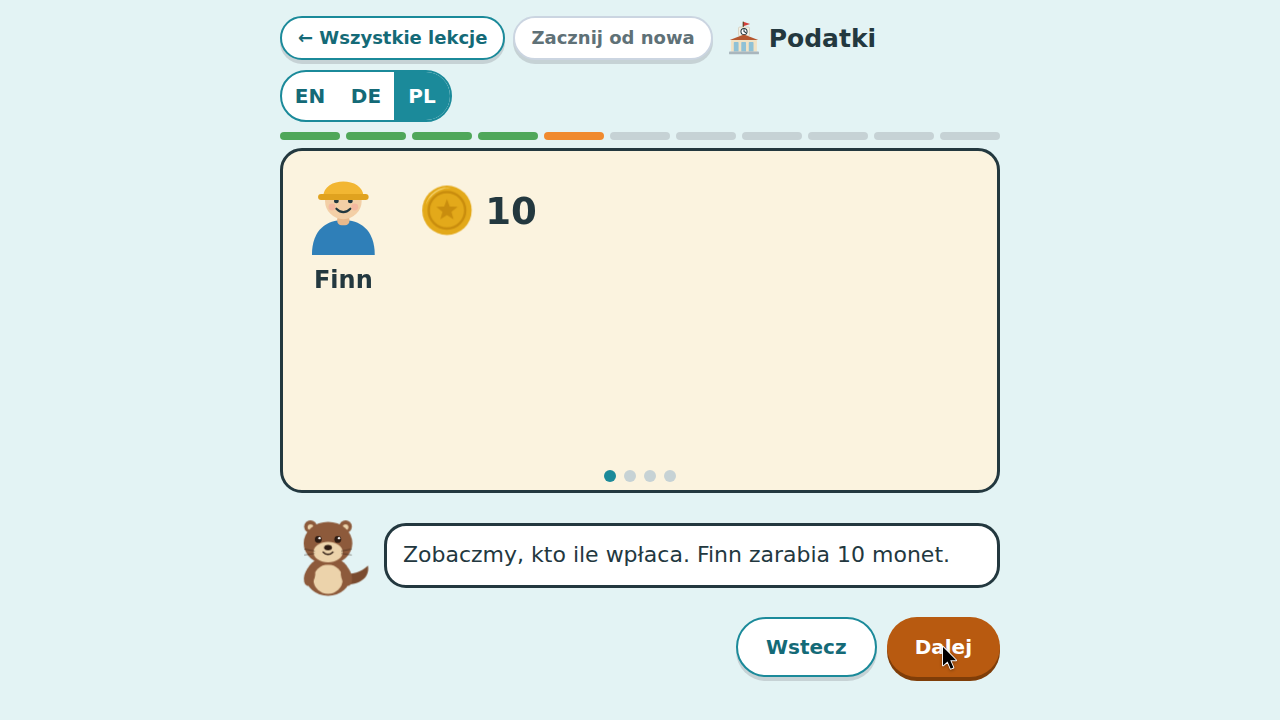 ← Wszystkie lekcje
Zacznij od nowa
Podatki
EN DE PL
10
Finn
Zobaczmy, kto ile wpłaca. Finn zarabia 10 monet.
Wstecz
Dalej